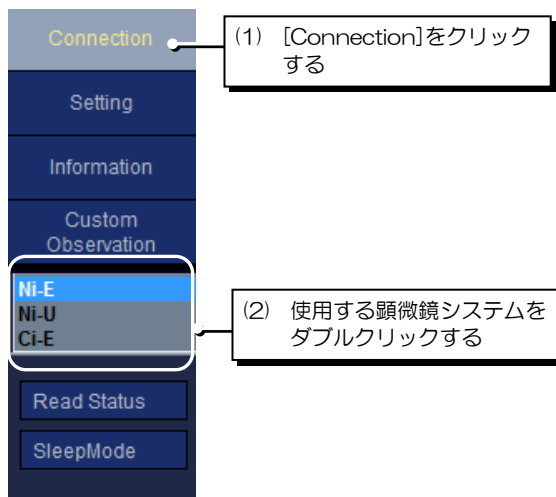 Connection
(1) [Connection]をクリック
する
Setting
Information
Custom
Observation
Ni-E
Ni-U
Ci-E
(2) 使用する顕微鏡システムを
ダブルクリックする
Read Status
SleepMode